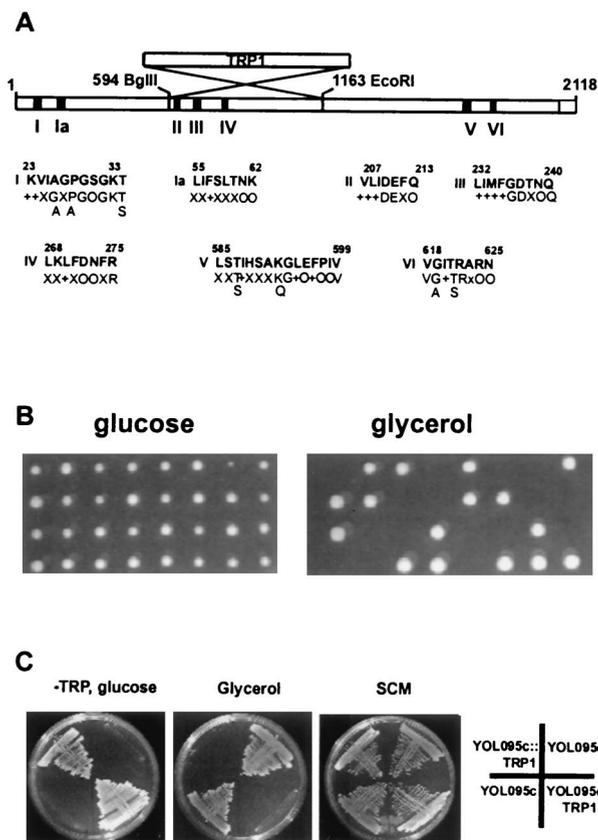 A
TRP1
1 594 BglII 1163 EcoRI 2118
I Ia II III IV V VI
23 33
I KVIAGPGSGKT
++XGXPGOGKT
A A S
55 62
Ia LIFSLTNK
XX+XXXOO
207 213
II VLIDEFQ
+++DEXO
232 240
III LIMFGDTNQ
++++GDXOQ
268 275
IV LKLFDNFR
XX+XOOXR
585 599
V LSTIHSAKGLEFPIV
S Q
618 625
VI VGITRARN
VG+TRxOO
A S
B
glucose glycerol
C
-TRP, glucose Glycerol SCM
YOL095c:: YOL095
TRP1
YOL095c YOL095
TRP1